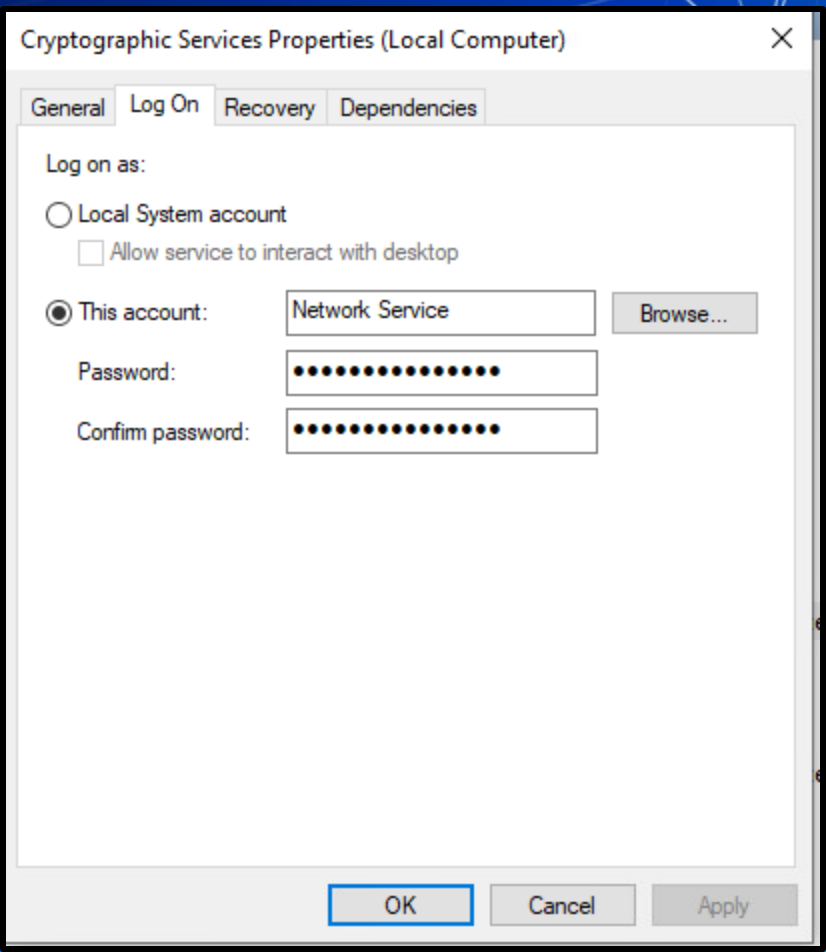 Cryptographic Services Properties (Local Computer)
General Log On Recovery Dependencies
Log on as:
Local System account
Allow service to interact with desktop
This account: Network Service Browse...
Password: •••••••••••••••
Confirm password: •••••••••••••••
OK Cancel Apply